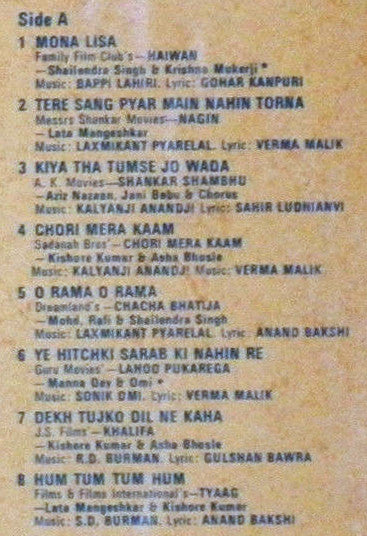 Side A
1 MONA LISA
Family Film Club's—HAIWAN
—Shailendra Singh & Krishna Mukerji *
Music: BAPPI LAHIRI. Lyric: GOHAR KANPURI
2 TERE SANG PYAR MAIN NAHIN TORNA
Messrs Shankar Movies—NAGIN
—Lata Mangeshkar
Music: LAXMIKANT PYARELAL. Lyric: VERMA MALIK
3 KIYA THA TUMSE JO WADA
A. K. Movies—SHANKAR SHAMBHU
—Aziz Nazaan, Jani Babu & Chorus
Music: KALYANJI ANANDJI Lyric: SAHIR LUDHIANVI
4 CHORI MERA KAAM
Sadanah Bros'—CHORI MERA KAAM
—Kishore Kumar & Asha Bhosle
Music: KALYANJI ANANDJI Music: VERMA MALIK
5 O RAMA O RAMA
Dreamland's—CHACHA BHATIJA
—Mohd. Rafi & Shailendra Singh
Music: LAXMIKANT PYARELAL. Lyric: ANAND BAKSHI
6 YE HITCHKI SARAB KI NAHIN RE
Guru Movies'—LAHOO PUKAREGA
—Manna Dey & Omi *
Music: SONIK OMI. Lyric: VERMA MALIK
7 DEKH TUJKO DIL NE KAHA
J.S. Films'—KHALIFA
—Kishore Kumar & Asha Bhosle
Music: R.D. BURMAN. Lyric: GULSHAN BAWRA
8 HUM TUM TUM HUM
Films & Films International's—TYAAG
—Lata Mangeshkar & Kishore Kumar
Music: S.D. BURMAN. Lyric: ANAND BAKSHI